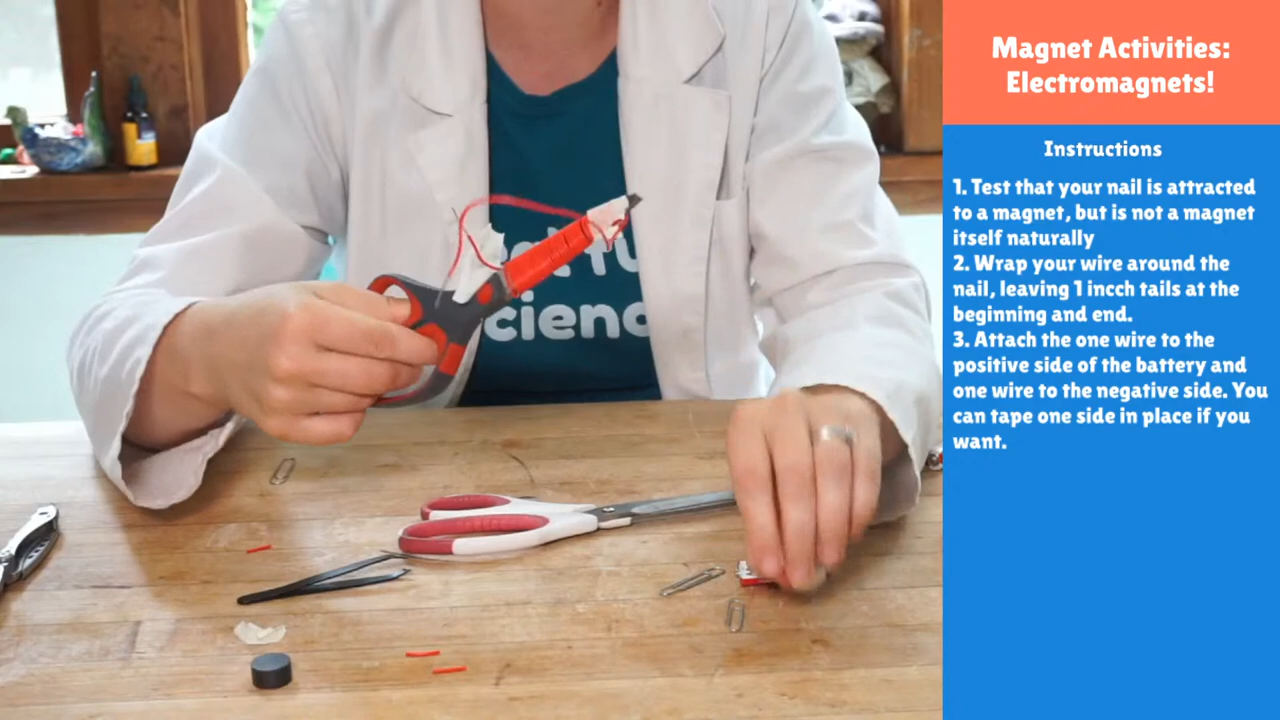 Magnet Activities:
Electromagnets!
Instructions
1. Test that your nail is attracted
to a magnet, but is not a magnet
itself naturally
2. Wrap your wire around the
nail, leaving 1 incch tails at the
beginning and end.
3. Attach the one wire to the
positive side of the battery and
one wire to the negative side. You
can tape one side in place if you
want.